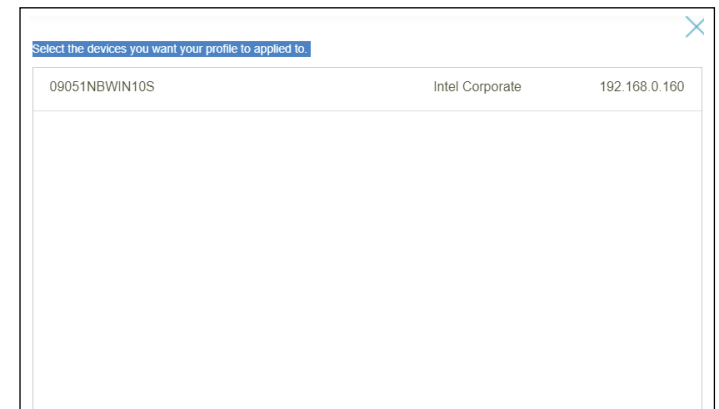 Select the devices you want your profile to applied to.
09051NBWIN10S Intel Corporate 192.168.0.160